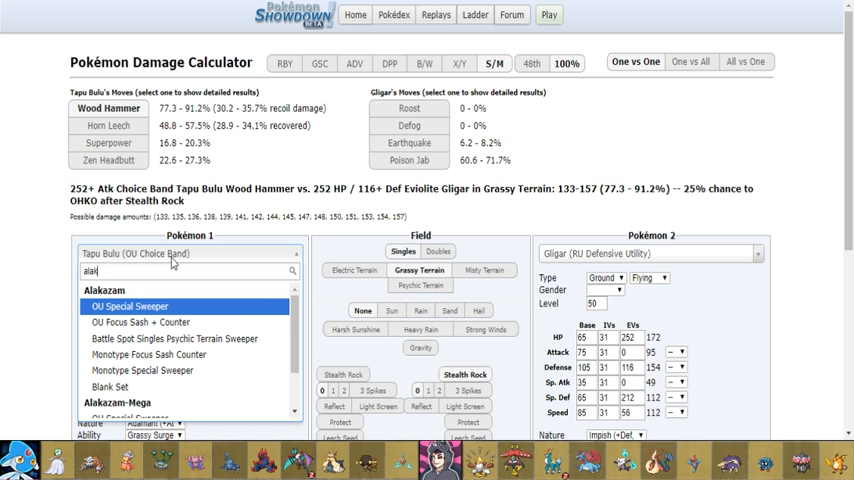 Pokémon
SHOWDOWN!
BETA
Home Pokédex Replays Ladder Forum Play
Pokémon Damage Calculator RBY GSC ADV DPP B/W X/Y S/M 48th 100% One vs One One vs All All vs One
Tapu Bulu's Moves (select one to show detailed results) Gligar's Moves (select one to show detailed results)
Wood Hammer 77.3 - 91.2% (30.2 - 35.7% recoil damage) Roost 0 - 0%
Horn Leech 48.8 - 57.5% (28.9 - 34.1% recovered) Defog 0 - 0%
Superpower 16.8 - 20.3% Earthquake 6.2 - 8.2%
Zen Headbutt 22.6 - 27.3% Poison Jab 60.6 - 71.7%
252+ Atk Choice Band Tapu Bulu Wood Hammer vs. 252 HP / 116+ Def Eviolite Gligar in Grassy Terrain: 133-157 (77.3 - 91.2%) -- 25% chance to
OHKO after Stealth Rock
Possible damage amounts: (133, 135, 136, 138, 139, 141, 142, 144, 145, 147, 148, 150, 151, 153, 154, 157)
Pokémon 1 Field Pokémon 2
Tapu Bulu (OU Choice Band) Singles Doubles Gligar (RU Defensive Utility)
alak Electric Terrain Grassy Terrain Misty Terrain Type Ground Flying
Alakazam Psychic Terrain Gender
OU Special Sweeper None Sun Rain Sand Hail Level 50
OU Focus Sash + Counter Harsh Sunshine Heavy Rain Strong Winds Base IVs EVs
Battle Spot Singles Psychic Terrain Sweeper Gravity HP 65 31 252 172
Monotype Focus Sash Counter Attack 75 31 0 95 --
Monotype Special Sweeper Stealth Rock Stealth Rock Defense 105 31 116 154 --
Blank Set 0 1 2 3 Spikes 0 1 2 3 Spikes Sp. Atk 35 31 0 49 --
Alakazam-Mega Reflect Light Screen Reflect Light Screen Sp. Def 65 31 212 112 --
OU Special Sweeper Protect Protect Speed 85 31 56 112 --
Nature Adamant (+At Leech Seed Leech Seed Nature Impish (+Def,
Ability Grassy Surge